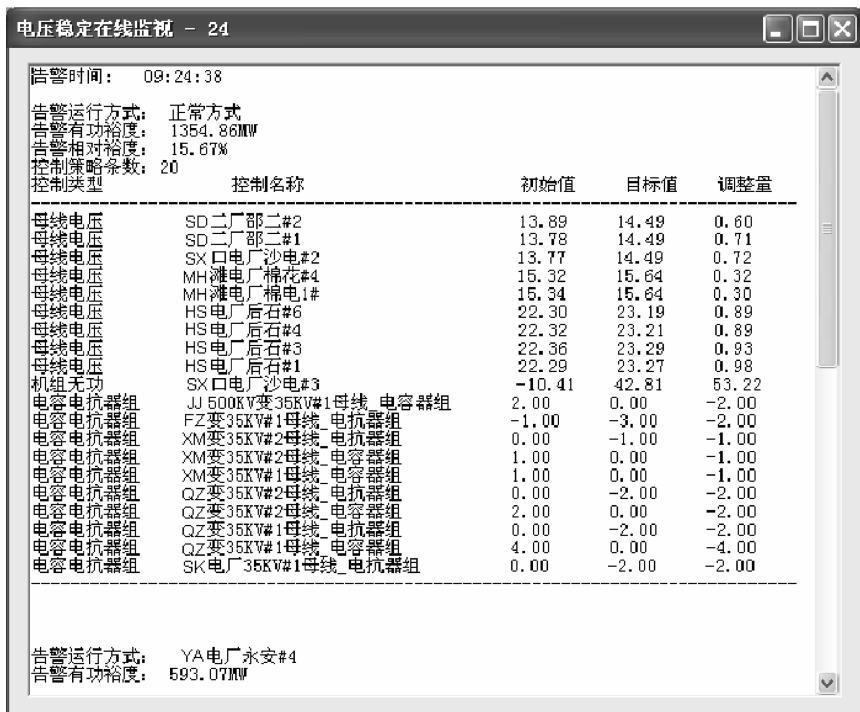 电压稳定在线监视 - 24
告警时间: 09:24:38
告警运行方式: 正常方式
告警有功裕度: 1354.86MW
告警相对裕度: 15.67%
控制策略条数: 20
控制类型 控制名称 初始值 目标值 调整量
母线电压 SD二厂邵二#2 13.89 14.49 0.60
母线电压 SD二厂邵二#1 13.78 14.49 0.71
母线电压 SX口电厂沙电#2 13.77 14.49 0.72
母线电压 MH滩电厂棉花#4 15.32 15.64 0.32
母线电压 MH滩电厂棉电1# 15.34 15.64 0.30
母线电压 HS电厂后石#6 22.30 23.19 0.89
母线电压 HS电厂后石#4 22.32 23.21 0.89
母线电压 HS电厂后石#3 22.36 23.29 0.93
母线电压 HS电厂后石#1 22.29 23.27 0.98
机组无功 SX口电厂沙电#3 -10.41 42.81 53.22
电容电抗器组 JJ 500KV变35KV#1母线_电容器组 2.00 0.00 -2.00
电容电抗器组 FZ变35KV#1母线_电抗器组 -1.00 -3.00 -2.00
电容电抗器组 XM变35KV#2母线_电抗器组 0.00 -1.00 -1.00
电容电抗器组 XM变35KV#2母线_电容器组 1.00 0.00 -1.00
电容电抗器组 XM变35KV#1母线_电容器组 1.00 0.00 -1.00
电容电抗器组 QZ变35KV#2母线_电抗器组 0.00 -2.00 -2.00
电容电抗器组 QZ变35KV#2母线_电容器组 2.00 0.00 -2.00
电容电抗器组 QZ变35KV#1母线_电抗器组 0.00 -2.00 -2.00
电容电抗器组 QZ变35KV#1母线_电容器组 4.00 0.00 -4.00
电容电抗器组 SK电厂35KV#1母线_电抗器组 0.00 -2.00 -2.00
告警运行方式: YA电厂永安#4
告警有功裕度: 593.07MW